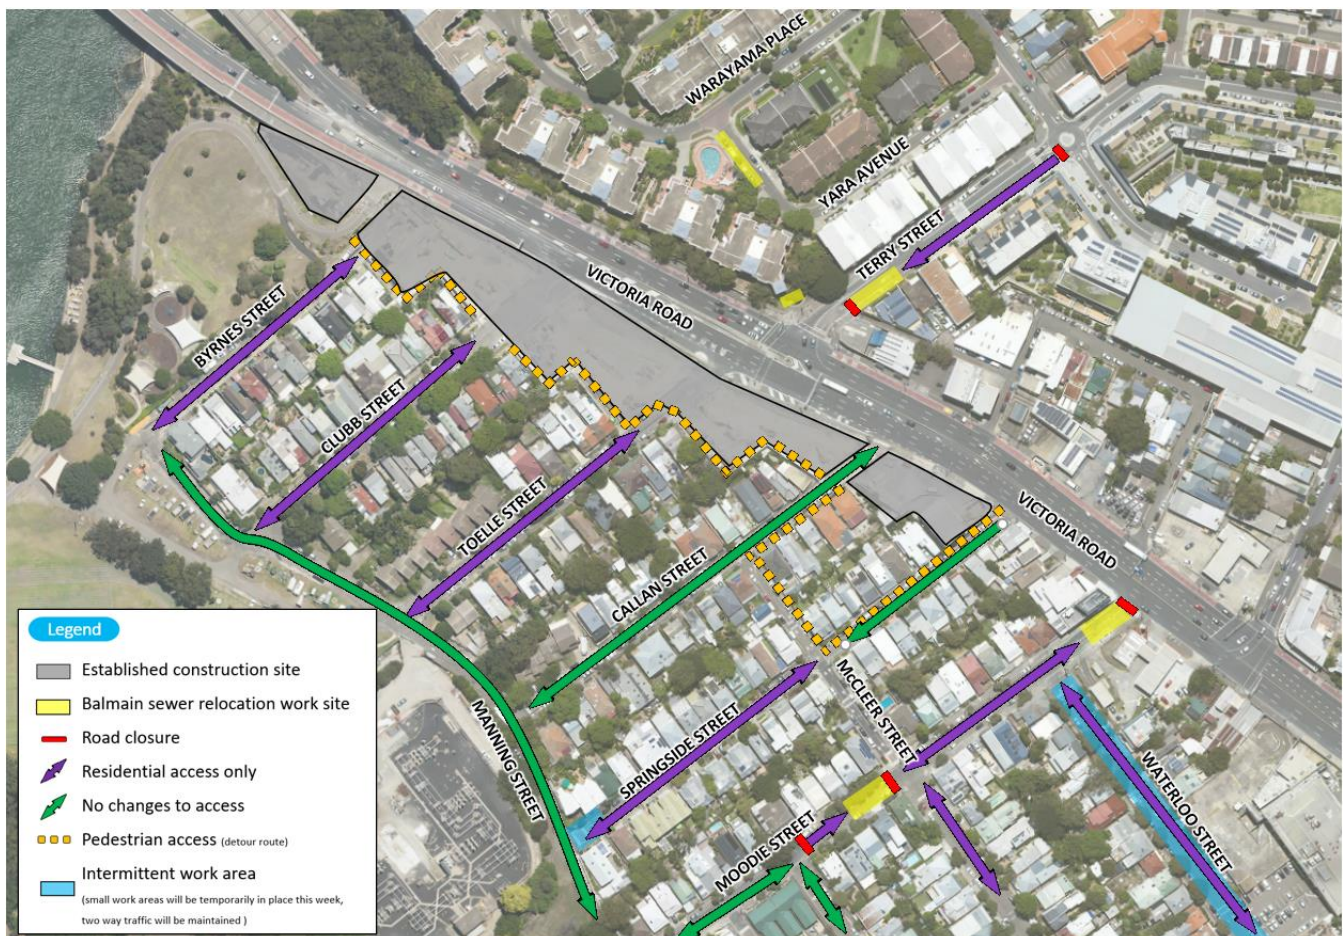 WARAYAMA PLACE
YARA AVENUE
TERRY STREET
VICTORIA ROAD
BYRNES STREET
CLUBB STREET
TOELLE STREET
CALLAN STREET
VICTORIA ROAD
MANNING STREET
SPRINGSIDE STREET
McCLEER STREET
MOODIE STREET
WATERLOO STREET
Legend
Established construction site
Balmain sewer relocation work site
Road closure
Residential access only
No changes to access
Pedestrian access (detour route)
Intermittent work area
(small work areas will be temporarily in place this week,
two way traffic will be maintained )